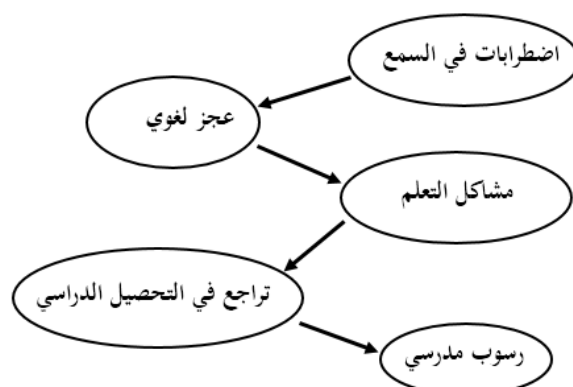 اضطرابات في السمع
عجز لغوي
مشاكل التعلم
تراجع في التحصيل الدراسي
رسوب مدرسي